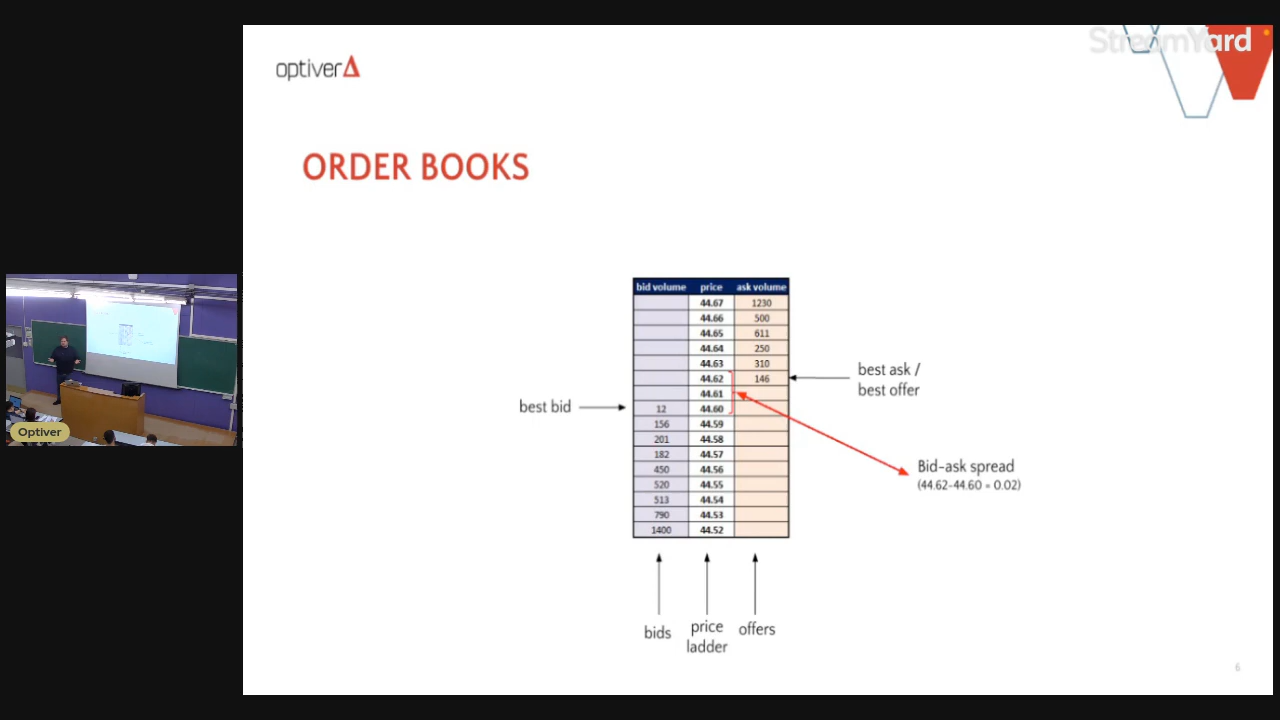 StreamYard
optiver
ORDER BOOKS
bid volume price ask volume
44.67 1230
44.66 500
44.65 611
44.64 250
44.63 310
44.62 146
44.61
12 44.60
156 44.59
201 44.58
182 44.57
450 44.56
520 44.55
513 44.54
790 44.53
1400 44.52
best ask /
best offer
best bid
Bid-ask spread
(44.62-44.60 = 0.02)
bids
price
ladder
offers
Optiver
6